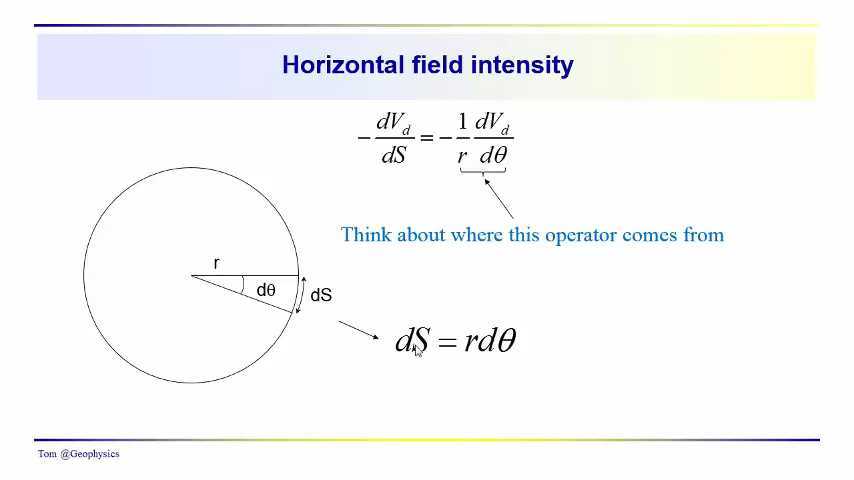 Horizontal field intensity
− dV_d/dS = − 1/r dV_d/dθ
Think about where this operator comes from
r
dθ
dS
dS = rdθ
Tom @Geophysics